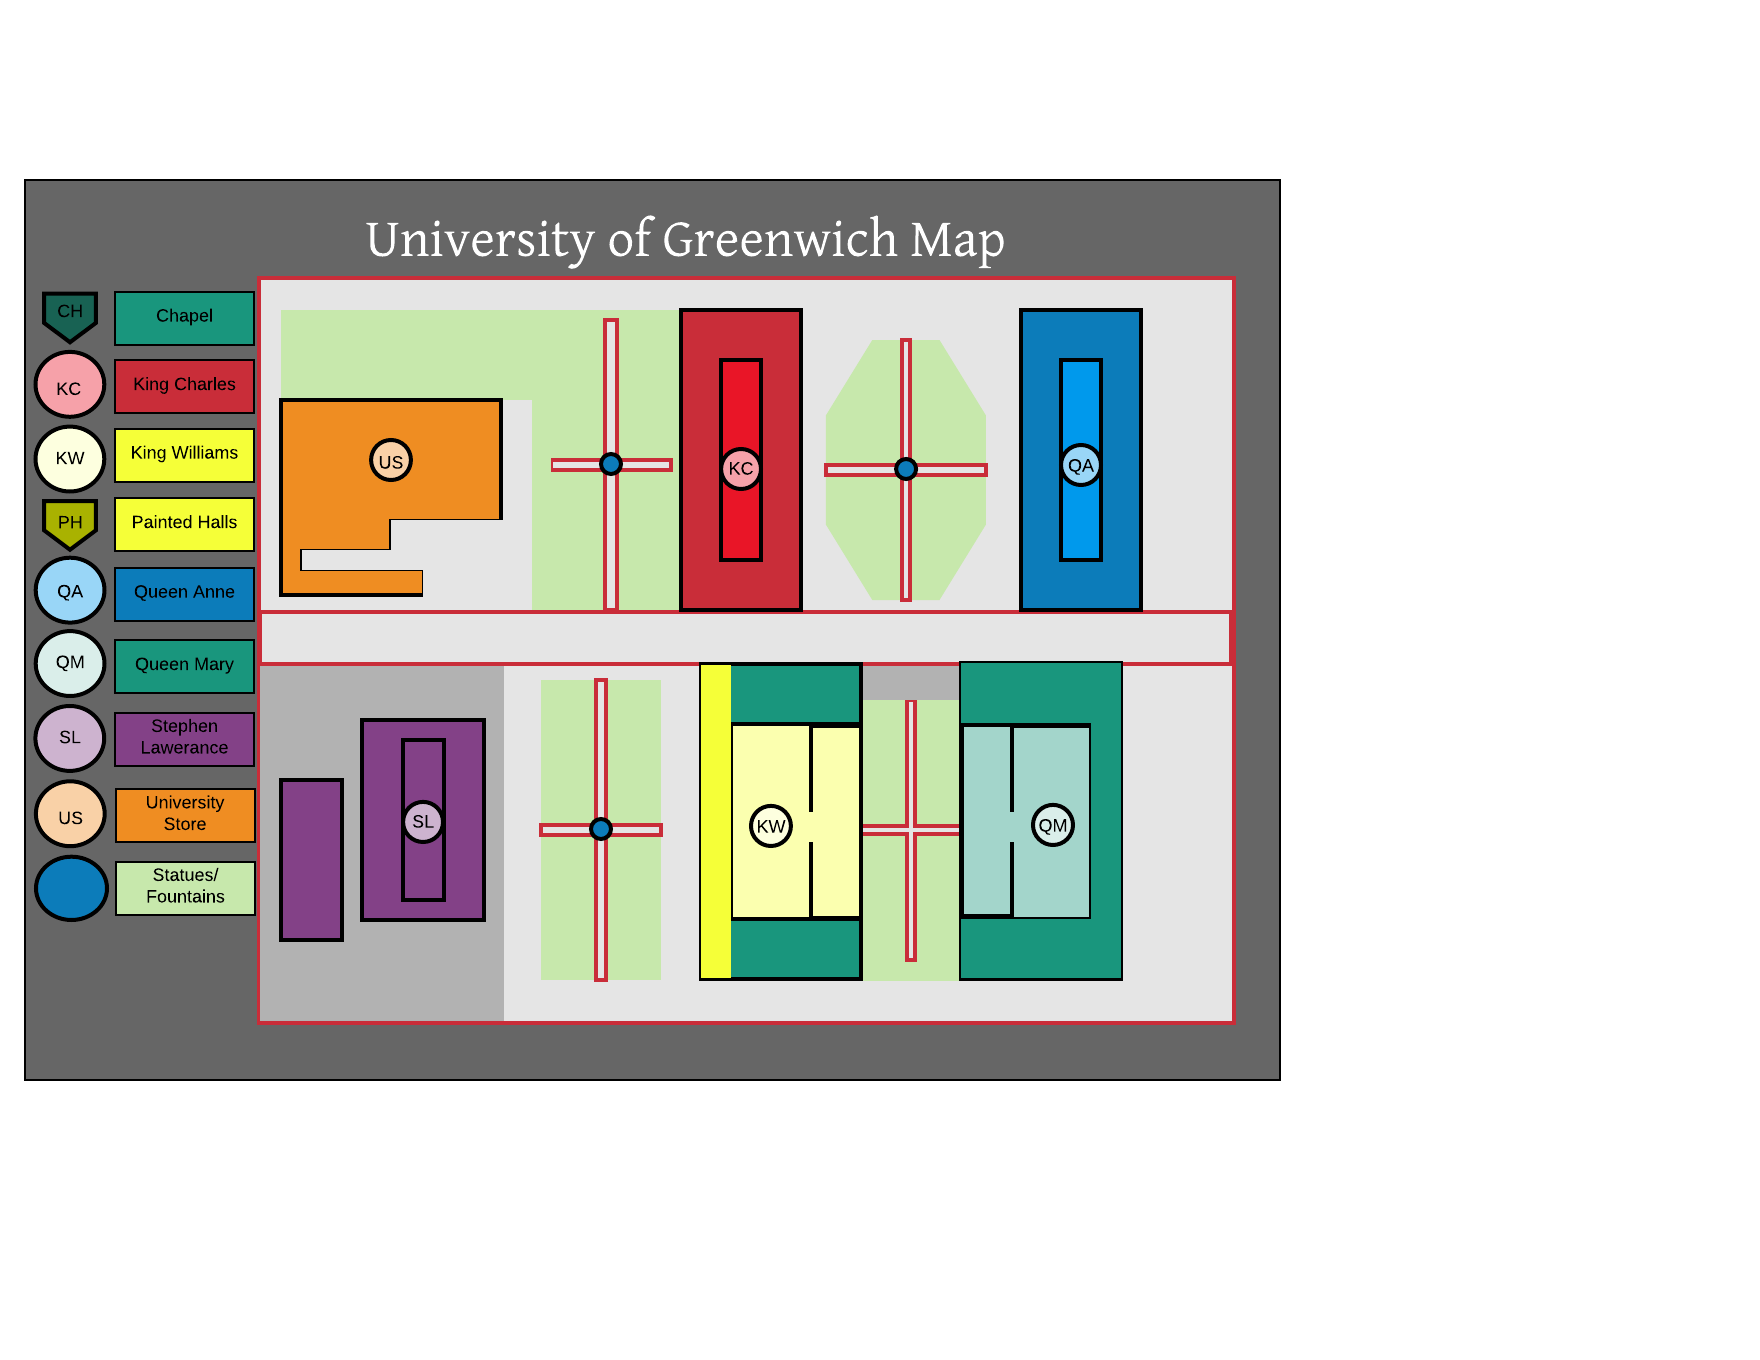 University of Greenwich Map
CH
Chapel
KC
King Charles
KW
King Williams
PH
Painted Halls
QA
Queen Anne
QM
Queen Mary
SL
Stephen
Lawerance
US
University
Store
Statues/
Fountains
US
KC
QA
SL
KW
QM